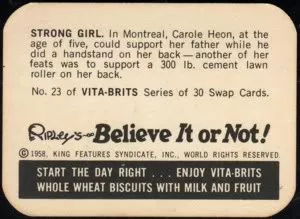 STRONG GIRL. In Montreal, Carole Heon, at the
age of five, could support her father while he
did a handstand on her back — another of her
feats was to support a 300 lb. cement lawn
roller on her back.
No. 23 of VITA-BRITS Series of 30 Swap Cards.
Ripley's — Believe It or Not!
© 1958, KING FEATURES SYNDICATE, INC., WORLD RIGHTS RESERVED
START THE DAY RIGHT . . . ENJOY VITA-BRITS
WHOLE WHEAT BISCUITS WITH MILK AND FRUIT